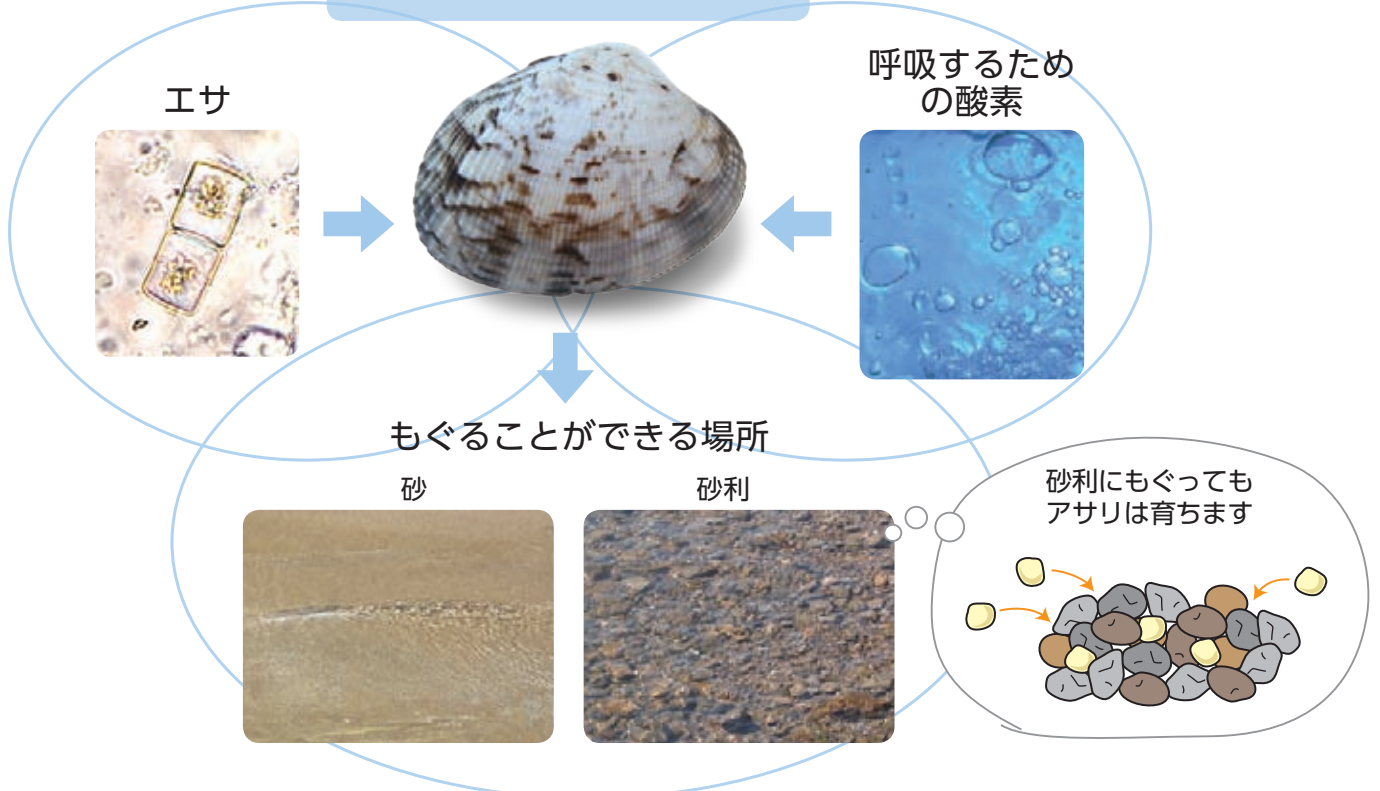 エサ
呼吸するため
の酸素
もぐることができる場所
砂
砂利
砂利にもぐっても
アサリは育ちます